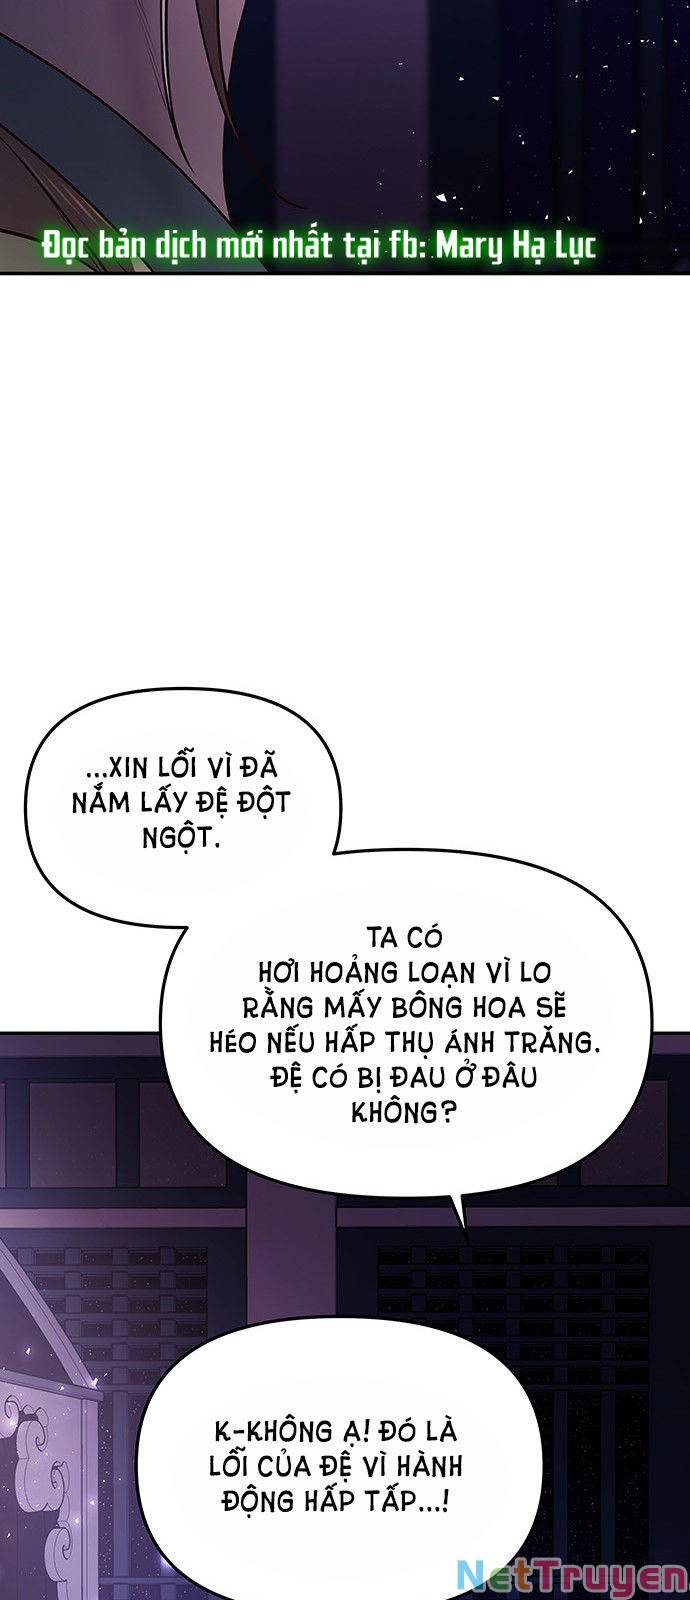 Đọc bản dịch mới nhất tại fb: Mary Hạ Lục
...XIN LỖI VÌ ĐÃ
NẮM LẤY ĐỆ ĐỘT
NGỘT.
TA CÓ
HƠI HOẢNG LOẠN VÌ LO
RẰNG MẤY BÔNG HOA SẼ
HÉO NẾU HẤP THỤ ÁNH TRĂNG.
ĐỆ CÓ BỊ ĐAU Ở ĐÂU
KHÔNG?
K-KHÔNG Ạ! ĐÓ LÀ
LỖI CỦA ĐỆ VÌ HÀNH
ĐỘNG HẤP TẤP...!
NetTruyen